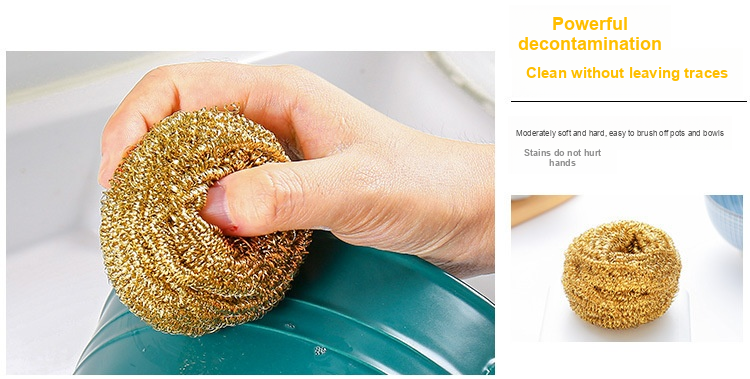 Powerful
decontamination
Clean without leaving traces
Moderately soft and hard, easy to brush off pots and bowls
Stains do not hurt
hands